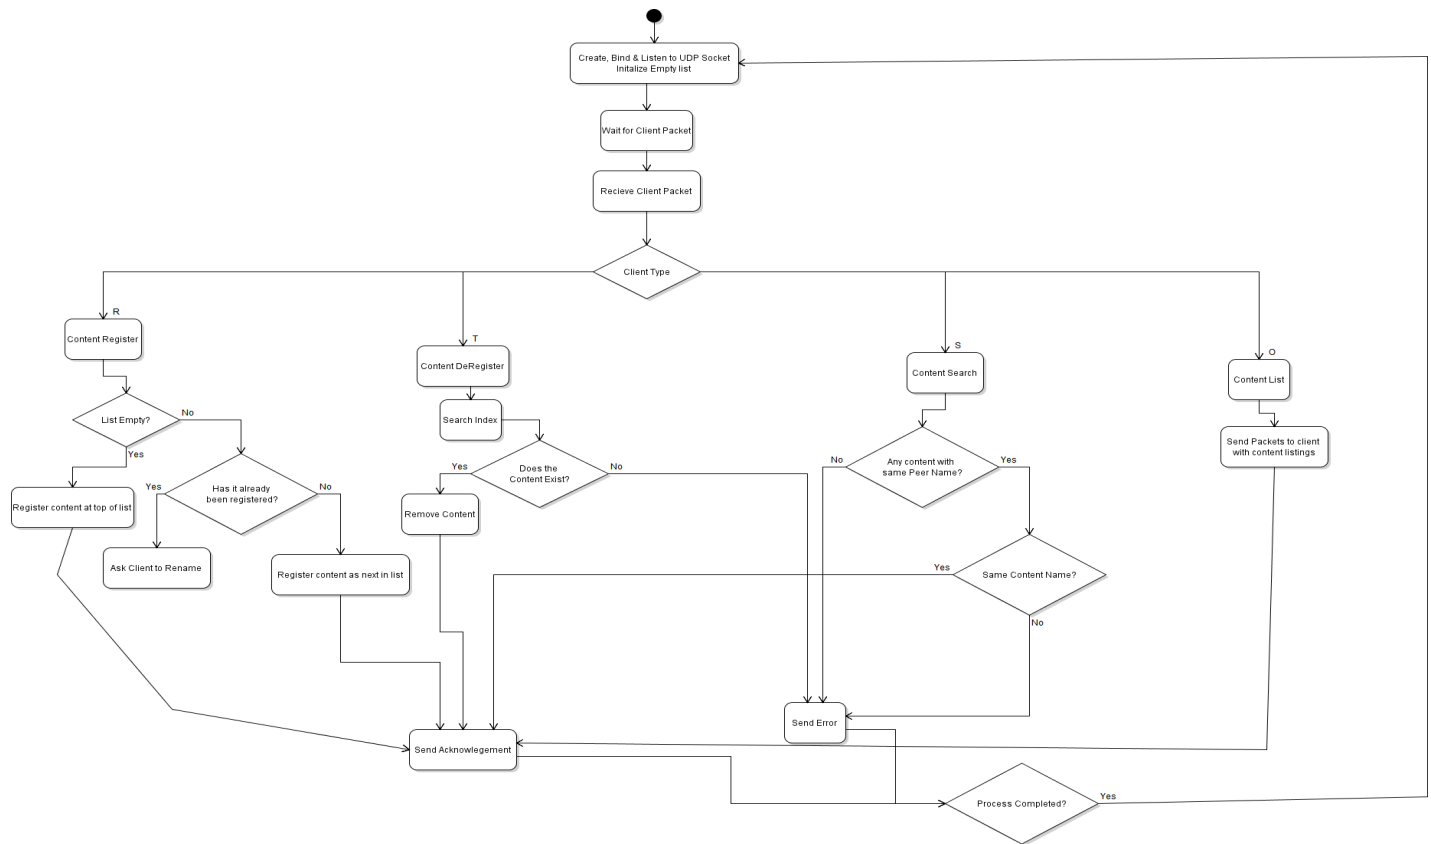 Create, Bind & Listen to UDP Socket
Initalize Empty list
Wait for Client Packet
Recieve Client Packet
Client Type
R
Content Register
T
Content DeRegister
S
Content Search
O
Content List
List Empty?
No
Yes
Search Index
Send Packets to client
with content listings
Any content with
same Peer Name?
No
Yes
Does the
Content Exist?
Yes
No
Has it already
been registered?
Yes
No
Register content at top of list
Remove Content
Ask Client to Rename
Register content as next in list
Same Content Name?
Yes
No
Send Error
Send Acknowlegement
Process Completed?
Yes